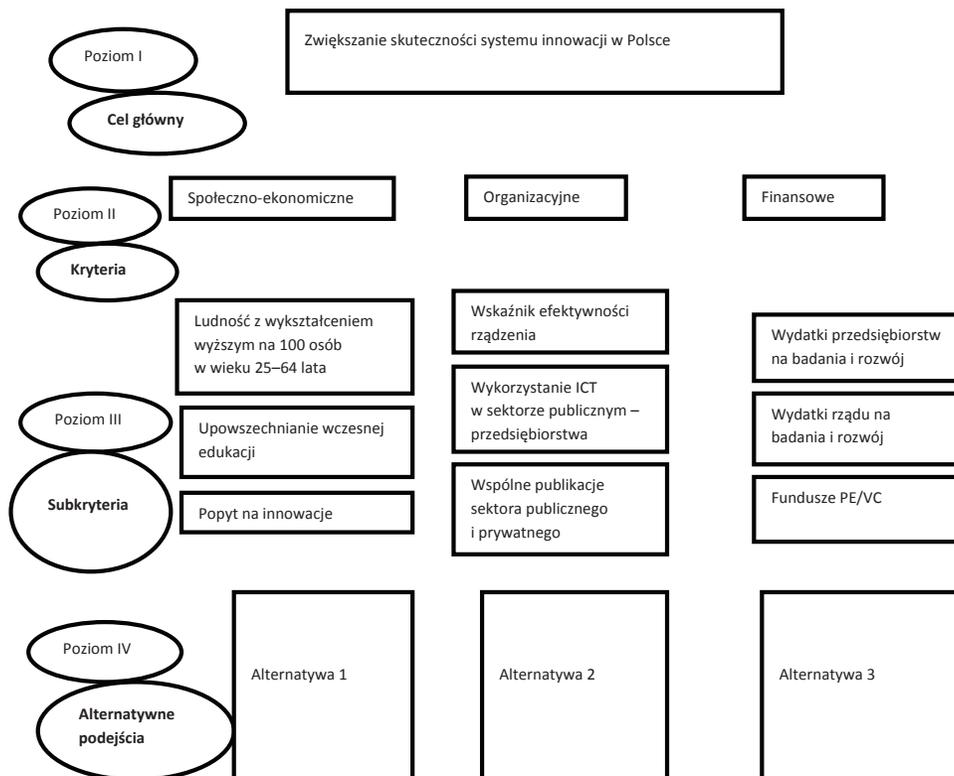 Poziom I
Cel główny
Zwiększanie skuteczności systemu innowacji w Polsce
Poziom II
Kryteria
Społeczno-ekonomiczne
Organizacyjne
Finansowe
Poziom III
Subkryteria
Ludność z wykształceniem
wyższym na 100 osób
w wieku 25–64 lata
Upowszechnianie wczesnej
edukacji
Popyt na innowacje
Wskaźnik efektywności
rządzenia
Wykorzystanie ICT
w sektorze publicznym –
przedsiębiorstwa
Wspólne publikacje
sektora publicznego
i prywatnego
Wydatki przedsiębiorstw
na badania i rozwój
Wydatki rządu na
badania i rozwój
Fundusze PE/VC
Poziom IV
Alternatywne
podejścia
Alternatywa 1
Alternatywa 2
Alternatywa 3